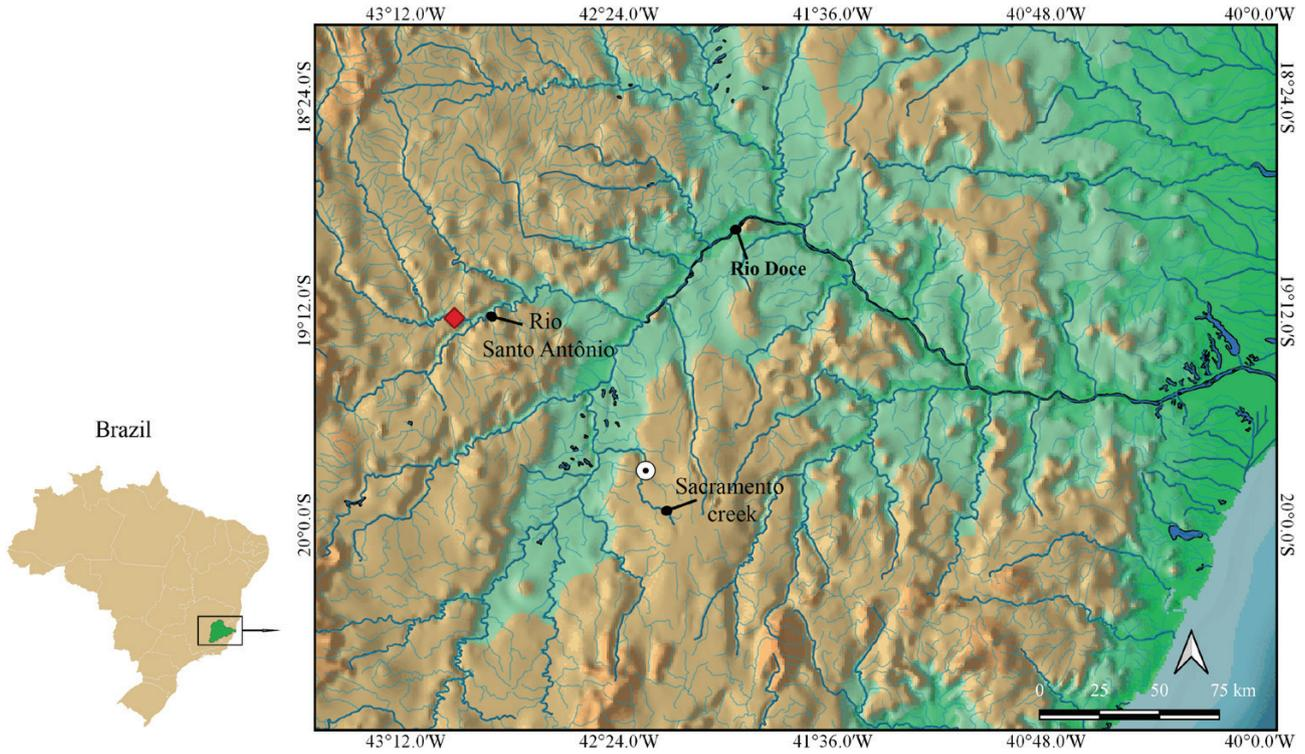 43°12.0'W 42°24.0'W 41°36.0'W 40°48.0'W 40°0.0'W
18°24.0'S
18°24.0'S
Rio Doce
19°12.0'S
19°12.0'S
Rio
Santo Antônio
Brazil
Sacramento
creek
20°0.0'S
20°0.0'S
0 25 50 75 km
43°12.0'W 42°24.0'W 41°36.0'W 40°48.0'W 40°0.0'W